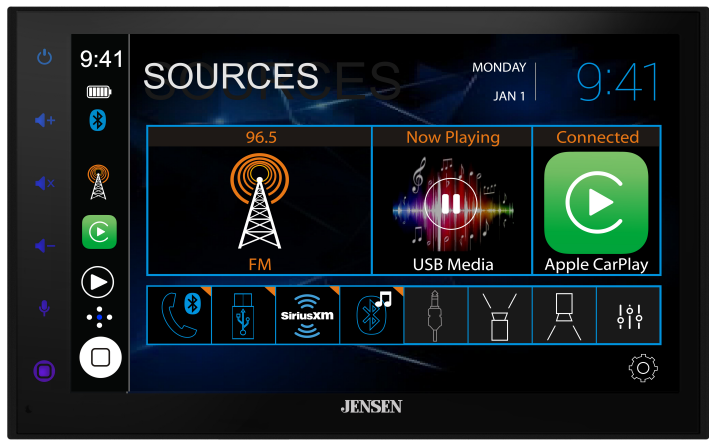 9:41
SOURCES
MONDAY
JAN 1
9:41
96.5
Now Playing
Connected
FM
USB Media
Apple CarPlay
SiriusXM
JENSEN